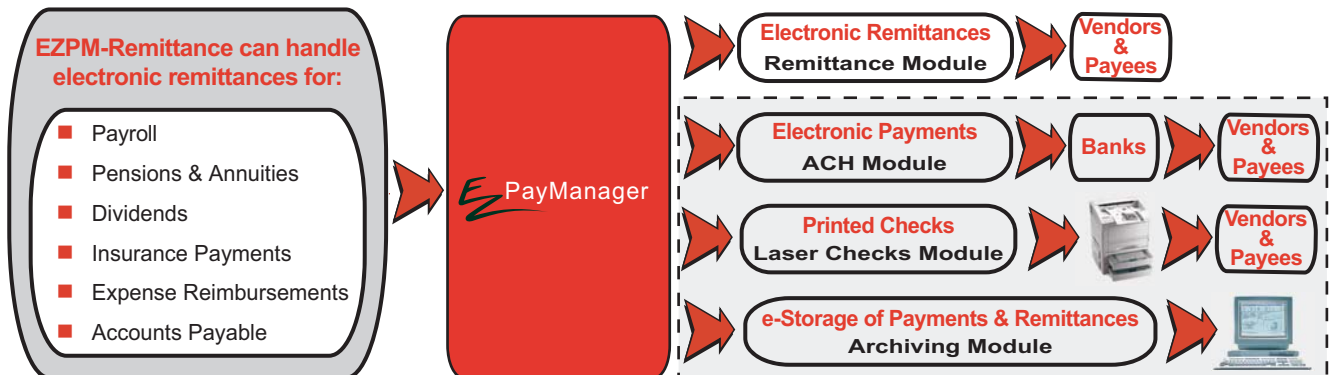 EZPM-Remittance can handle
electronic remittances for:
Payroll
Pensions & Annuities
Dividends
Insurance Payments
Expense Reimbursements
Accounts Payable
EZ PayManager
Electronic Remittances
Remittance Module
Vendors
&
Payees
Electronic Payments
ACH Module
Banks
Vendors
&
Payees
Printed Checks
Laser Checks Module
Vendors
&
Payees
e-Storage of Payments & Remittances
Archiving Module